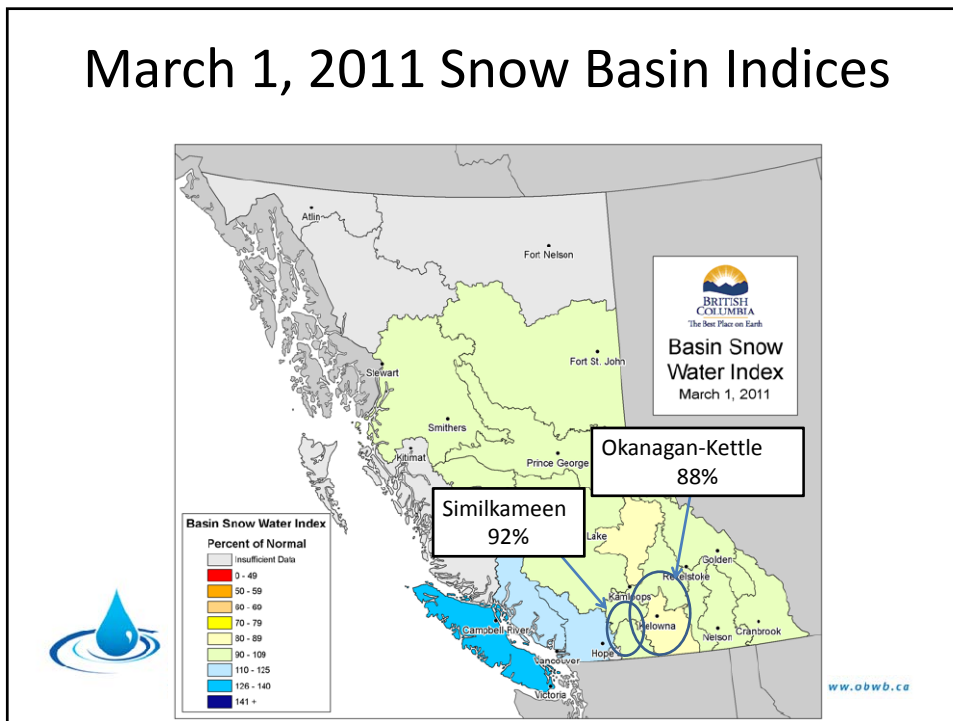 March 1, 2011 Snow Basin Indices
Atlin
Fort Nelson
BRITISH
COLUMBIA
The Best Place on Earth
Basin Snow
Water Index
March 1, 2011
Fort St. John
Stewart
Smithers
Kitimat
Prince George
Okanagan-Kettle
88%
Similkameen
92%
Lake
Golden
Revelstoke
Kamloops
Kelowna
Nelson
Cranbrook
Campbell River
Hope
Vancouver
Victoria
Basin Snow Water Index
Percent of Normal
Insufficient Data
0 - 49
50 - 59
60 - 69
70 - 79
80 - 89
90 - 109
110 - 125
126 - 140
141 +
www.obwb.ca